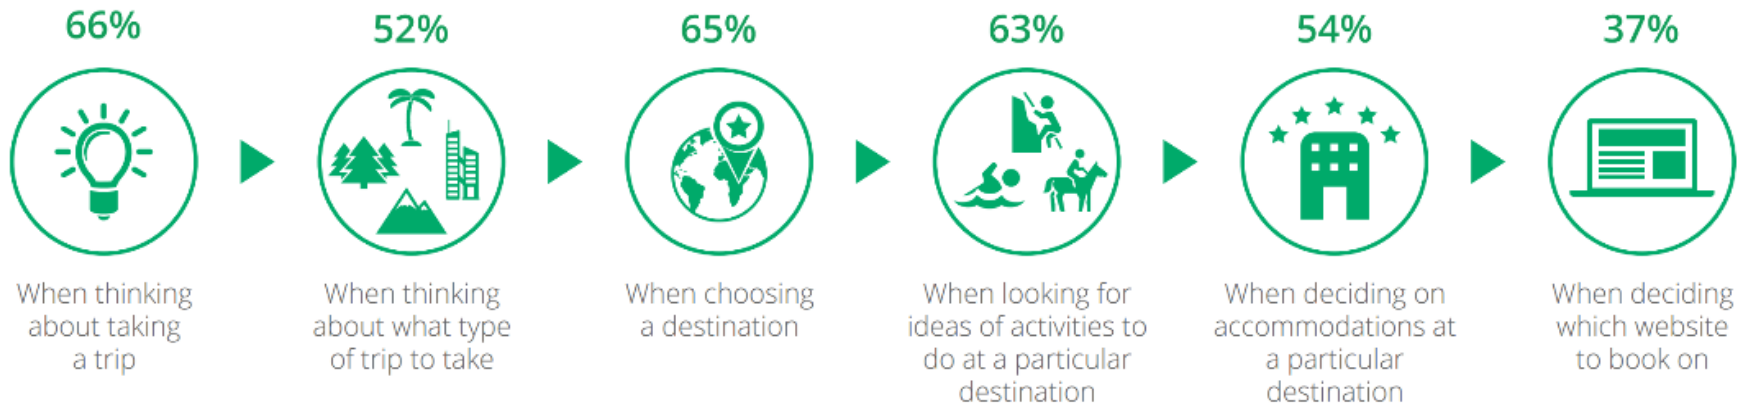 66%
When thinking
about taking
a trip
52%
When thinking
about what type
of trip to take
65%
When choosing
a destination
63%
When looking for
ideas of activities to
do at a particular
destination
54%
When deciding on
accommodations at
a particular
destination
37%
When deciding
which website
to book on